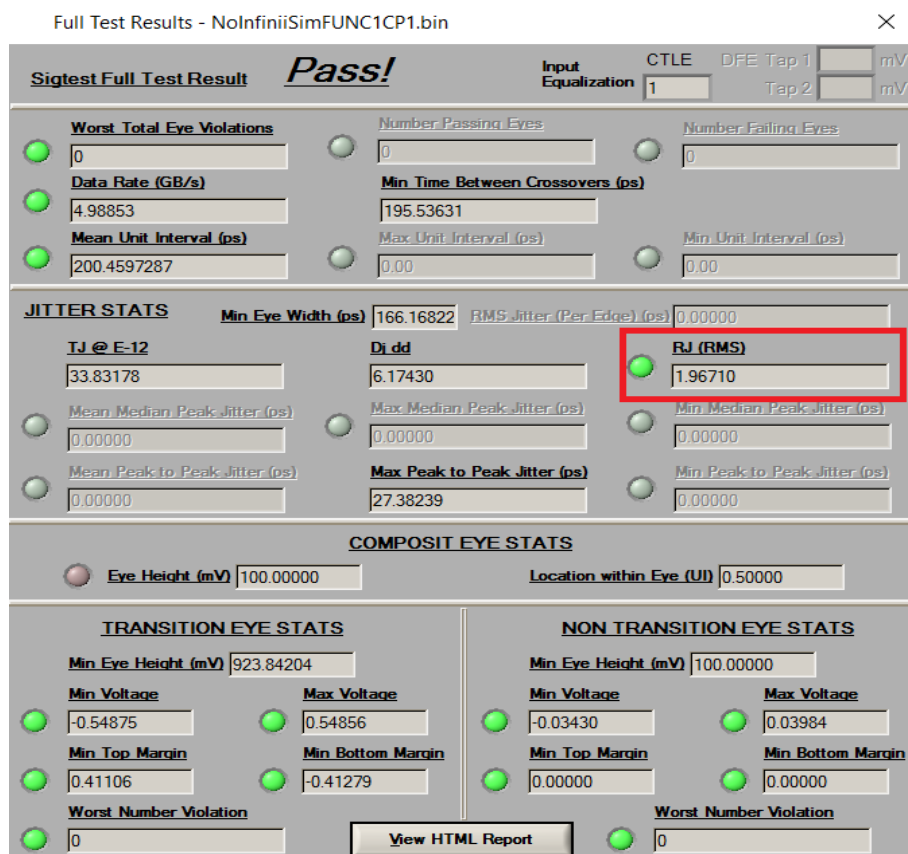 Full Test Results - NoInfiniiSimFUNC1CP1.bin
Sigtest Full Test Result Pass! Input Equalization CTLE 1 DFE Tap 1 mV
Tap 2 mV
Worst Total Eye Violations Number Passing Eyes Number Failing Eyes
0 0 0
Data Rate (GB/s) Min Time Between Crossovers (ps)
4.98853 195.53631
Mean Unit Interval (ps) Max Unit Interval (ps) Min Unit Interval (ps)
200.4597287 0.00 0.00
JITTER STATS Min Eye Width (ps) 166.16822 RMS Jitter (Per Edge) (ps) 0.00000
TJ @ E-12 Dj dd RJ (RMS)
33.83178 6.17430 1.96710
Mean Median Peak Jitter (ps) Max Median Peak Jitter (ps) Min Median Peak Jitter (ps)
0.00000 0.00000 0.00000
Mean Peak to Peak Jitter (ps) Max Peak to Peak Jitter (ps) Min Peak to Peak Jitter (ps)
0.00000 27.38239 0.00000
COMPOSIT EYE STATS
Eye Height (mV) 100.00000 Location within Eye (UI) 0.50000
TRANSITION EYE STATS NON TRANSITION EYE STATS
Min Eye Height (mV) 923.84204 Min Eye Height (mV) 100.00000
Min Voltage Max Voltage Min Voltage Max Voltage
-0.54875 0.54856 -0.03430 0.03984
Min Top Margin Min Bottom Margin Min Top Margin Min Bottom Margin
0.41106 -0.41279 0.00000 0.00000
Worst Number Violation Worst Number Violation
0 View HTML Report 0